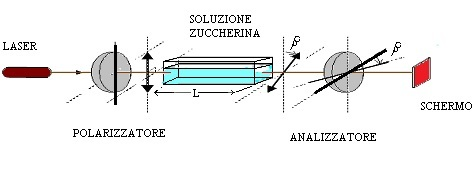 SOLUZIONE
ZUCCHERINA
LASER
β
β
L
SCHERMO
POLARIZZATORE
ANALIZZATORE